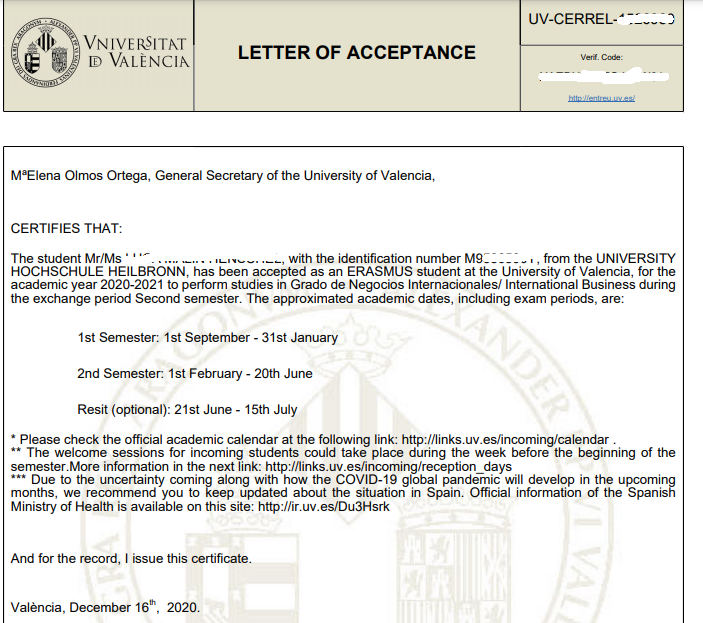 VNIVERSITAT
ID VALÈNCIA
LETTER OF ACCEPTANCE
UV-CERREL-
Verif. Code:
http://entreu.uv.es/
MªElena Olmos Ortega, General Secretary of the University of Valencia,
CERTIFIES THAT:
The student Mr/Ms , with the identification number M9 , from the UNIVERSITY
HOCHSCHULE HEILBRONN, has been accepted as an ERASMUS student at the University of Valencia, for the
academic year 2020-2021 to perform studies in Grado de Negocios Internacionales/ International Business during
the exchange period Second semester. The approximated academic dates, including exam periods, are:
1st Semester: 1st September - 31st January
2nd Semester: 1st February - 20th June
Resit (optional): 21st June - 15th July
* Please check the official academic calendar at the following link: http://links.uv.es/incoming/calendar .
** The welcome sessions for incoming students could take place during the week before the beginning of the
semester.More information in the next link: http://links.uv.es/incoming/reception_days
*** Due to the uncertainty coming along with how the COVID-19 global pandemic will develop in the upcoming
months, we recommend you to keep updated about the situation in Spain. Official information of the Spanish
Ministry of Health is available on this site: http://ir.uv.es/Du3Hsrk
And for the record, I issue this certificate.
València, December 16th, 2020.